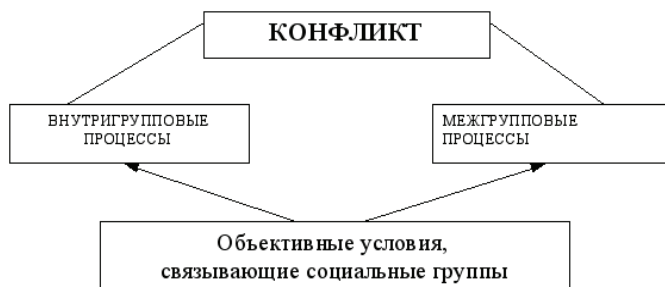 КОНФЛИКТ
ВНУТРИГРУППОВЫЕ
ПРОЦЕССЫ
МЕЖГРУППОВЫЕ
ПРОЦЕССЫ
Объективные условия,
связывающие социальные группы